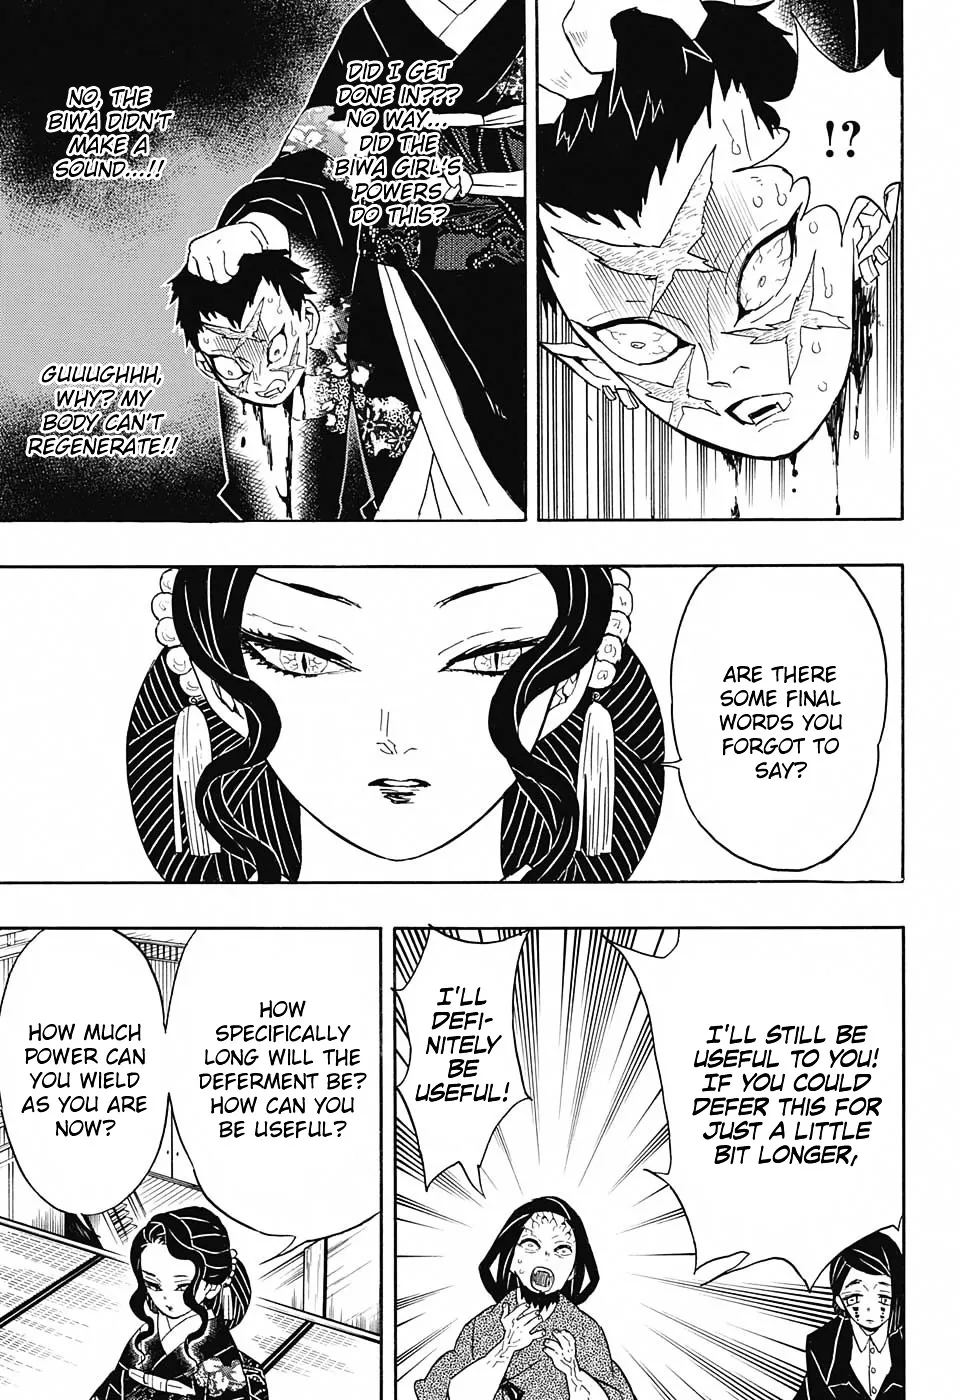 !?
DID I GET
DONE IN???
NO WAY...
DID THE
BIWA GIRL'S
POWERS
DO THIS?
NO, THE
BIWA DIDN'T
MAKE A
SOUND...!!
GUUUGHHH,
WHY? MY
BODY CAN'T
REGENERATE!!
ARE THERE
SOME FINAL
WORDS YOU
FORGOT TO
SAY?
I'LL STILL BE
USEFUL TO YOU!
IF YOU COULD
DEFER THIS FOR
JUST A LITTLE
BIT LONGER,
I'LL
DEFI-
NITELY
BE
USEFUL!
HOW
SPECIFICALLY
LONG WILL THE
DEFERMENT BE?
HOW CAN YOU
BE USEFUL?
HOW MUCH
POWER CAN
YOU WIELD
AS YOU ARE
NOW?